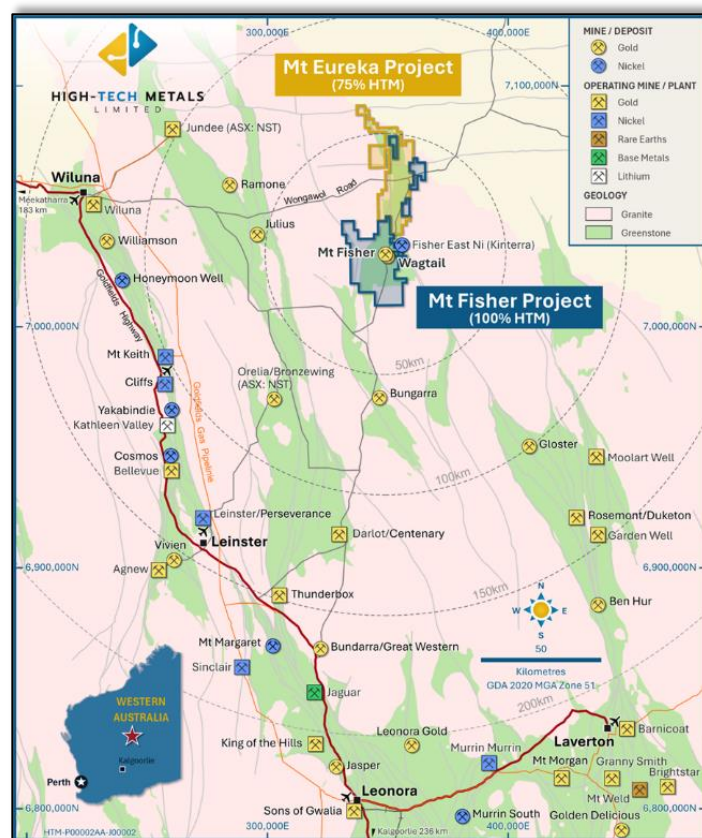 HIGH-TECH METALS
LIMITED
300,000E
400,000E
Mt Eureka Project
(75% HTM)
7,100,000N
MINE / DEPOSIT
Gold
Nickel
OPERATING MINE / PLANT
Gold
Nickel
Rare Earths
Base Metals
Lithium
GEOLOGY
Granite
Greenstone
Jundee (ASX: NST)
Wiluna
Meekatharra
183 km
Wiluna
Ramone
Wongawol Road
Julius
Williamson
Mt Fisher
Fisher East Ni (Kinterra)
Wagtail
Honeymoon Well
Goldfields Highway
Mt Fisher Project
(100% HTM)
7,000,000N
7,000,000N
Mt Keith
50km
Cliffs
Orelia/Bronzewing
(ASX: NST)
Bungarra
Goldfields Gas Pipeline
Yakabindie
Kathleen Valley
Gloster
Cosmos
Bellevue
Moolart Well
100km
Leinster/Perseverance
Rosemont/Duketon
Darlot/Centenary
Garden Well
Leinster
Vivien
Agnew
6,900,000N
6,900,000N
150km
Thunderbox
Ben Hur
N
W
E
S
50
Kilometres
GDA 2020 MGA Zone 51
Mt Margaret
Bundarra/Great Western
Sinclair
Jaguar
200km
WESTERN
AUSTRALIA
Kalgoorlie
Perth
Laverton
Barnicoat
King of the Hills
Leonora Gold
Murrin Murrin
Granny Smith
Mt Morgan
Brightstar
Jasper
Mt Weld
Leonora
Sons of Gwalia
6,800,000N
6,800,000N
Murrin South
Golden Delicious
HTM-P00002AA-J00002
300,000E
Kalgoorlie 236 km
400,000E